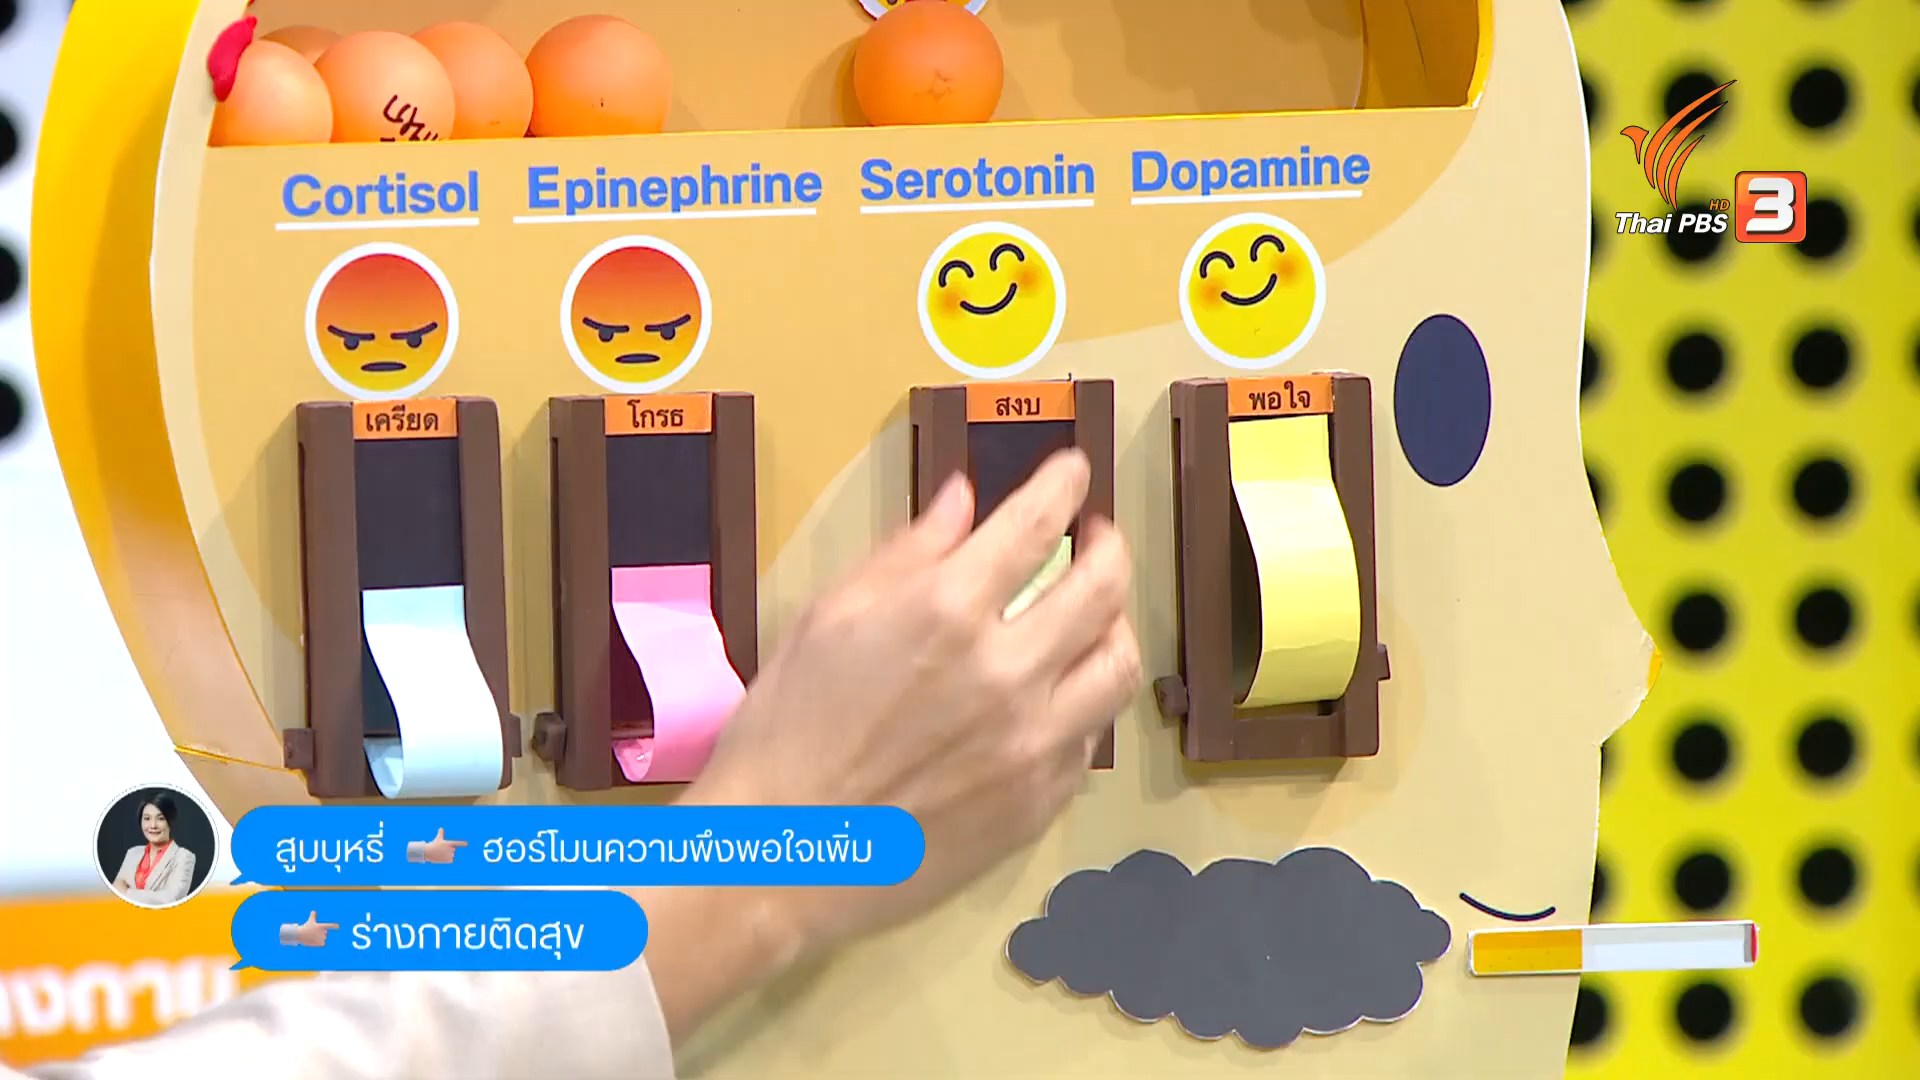 Cortisol Epinephrine Serotonin Dopamine
HD
Thai PBS 3
เครียด โกรธ สงบ พอใจ
สูบบุหรี่ ฮอร์โมนความพึงพอใจเพิ่ม
ร่างกายติดสุข